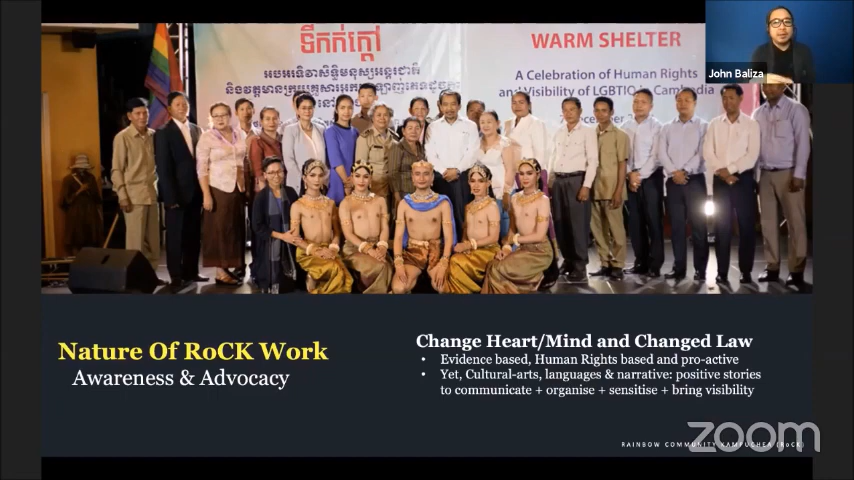 ទឹកកក់ក្ដៅ
WARM SHELTER
A Celebration of Human Rights
and Visibility of LGBTIQ in Cambodia
John Baliza
Nature Of RoCK Work
Awareness & Advocacy
Change Heart/Mind and Changed Law
• Evidence based, Human Rights based and pro-active
• Yet, Cultural-arts, languages & narrative: positive stories
to communicate + organise + sensitise + bring visibility
zoom
RAINBOW COMMUNITY KAMPUCHEA (RoCK)